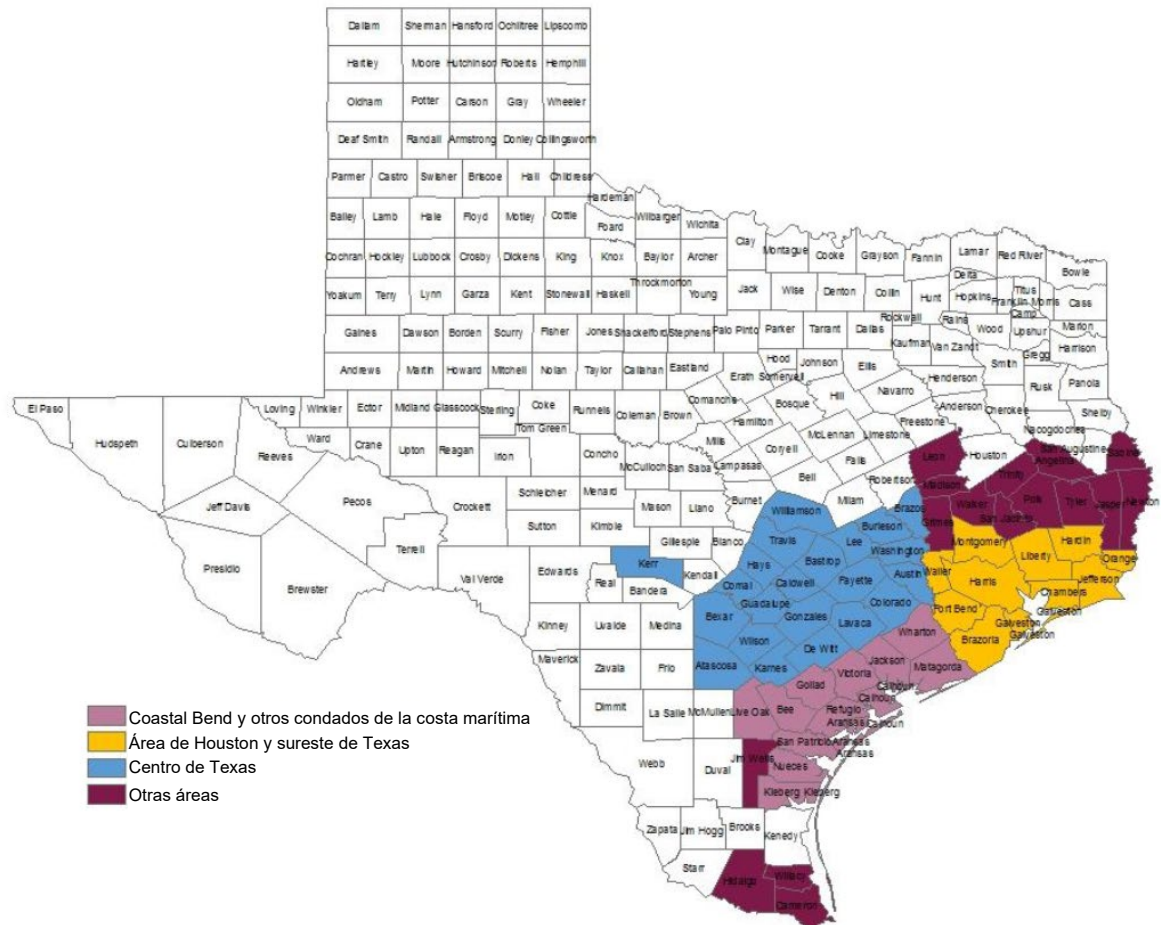 Dallam Sherman Hansford Ochiltree Lipscomb
Hartley Moore Hutchinson Roberts Hemphill
Oldham Potter Carson Gray Wheeler
Deaf Smith Randall Armstrong Donley Collingsworth
Parmer Castro Swisher Briscoe Hall Childress
Hardeman
Bailey Lamb Hale Floyd Motley Cottle Foard Wilbarger Wichita
Clay Montague Cooke Grayson Fannin Lamar Red River Bowie
Cochran Hockley Lubbock Crosby Dickens King Knox Baylor Archer
Delta Titus Franklin Morris Cass
Yoakum Terry Lynn Garza Kent Stonewall Haskell Throckmorton Young Jack Wise Denton Collin Hunt Hopkins
Rockwall Rains Camp
Gaines Dawson Borden Scurry Fisher Jones Shackelford Stephens Palo Pinto Parker Tarrant Dallas Kaufman Van Zandt Wood Upshur Marion
Gregg Harrison
Andrews Martin Howard Mitchell Nolan Taylor Callahan Eastland Erath Hood Somervell Johnson Ellis Henderson Smith Rusk Panola
El Paso Hudspeth Culberson Loving Winkler Ector Midland Glasscock Sterling Coke Runnels Coleman Brown Comanche Bosque Hill Navarro Anderson Cherokee Shelby
Reeves Ward Crane Upton Reagan Irion Tom Green Concho McCulloch San Saba Mills Hamilton Coryell McLennan Limestone Freestone Leon Houston Nacogdoches San Augustine Angelina Sabine
Jeff Davis Pecos Crockett Schleicher Menard Mason Llano Lampasas Burnet Bell Falls Milam Robertson Madison Walker Trinity Polk Tyler Jasper Newton
Sutton Kimble Gillespie Blanco Williamson Travis Lee Burleson Brazos Grimes San Jacinto
Presidio Brewster Terrell Val Verde Edwards Real Kerr Bandera Kendall Hays Bastrop Washington Montgomery Liberty Hardin Orange
Comal Caldwell Fayette Austin Waller Harris Chambers Jefferson
Kinney Uvalde Medina Bexar Guadalupe Gonzales Lavaca Colorado Fort Bend Galveston
Galveston
Galveston
Maverick Zavala Frio Atascosa Wilson Karnes De Witt Wharton Brazoria
Dimmit La Salle McMullen Live Oak Bee Goliad Victoria Jackson Matagorda
Calhoun
Calhoun
Calhoun
Refugio
Aransas
Aransas
Aransas
Webb Duval Jim Wells San Patricio Nueces
Kleberg Kleberg
Zapata Jim Hogg Brooks Kenedy
Starr Hidalgo Willacy
Cameron
Coastal Bend y otros condados de la costa marítima
Área de Houston y sureste de Texas
Centro de Texas
Otras áreas